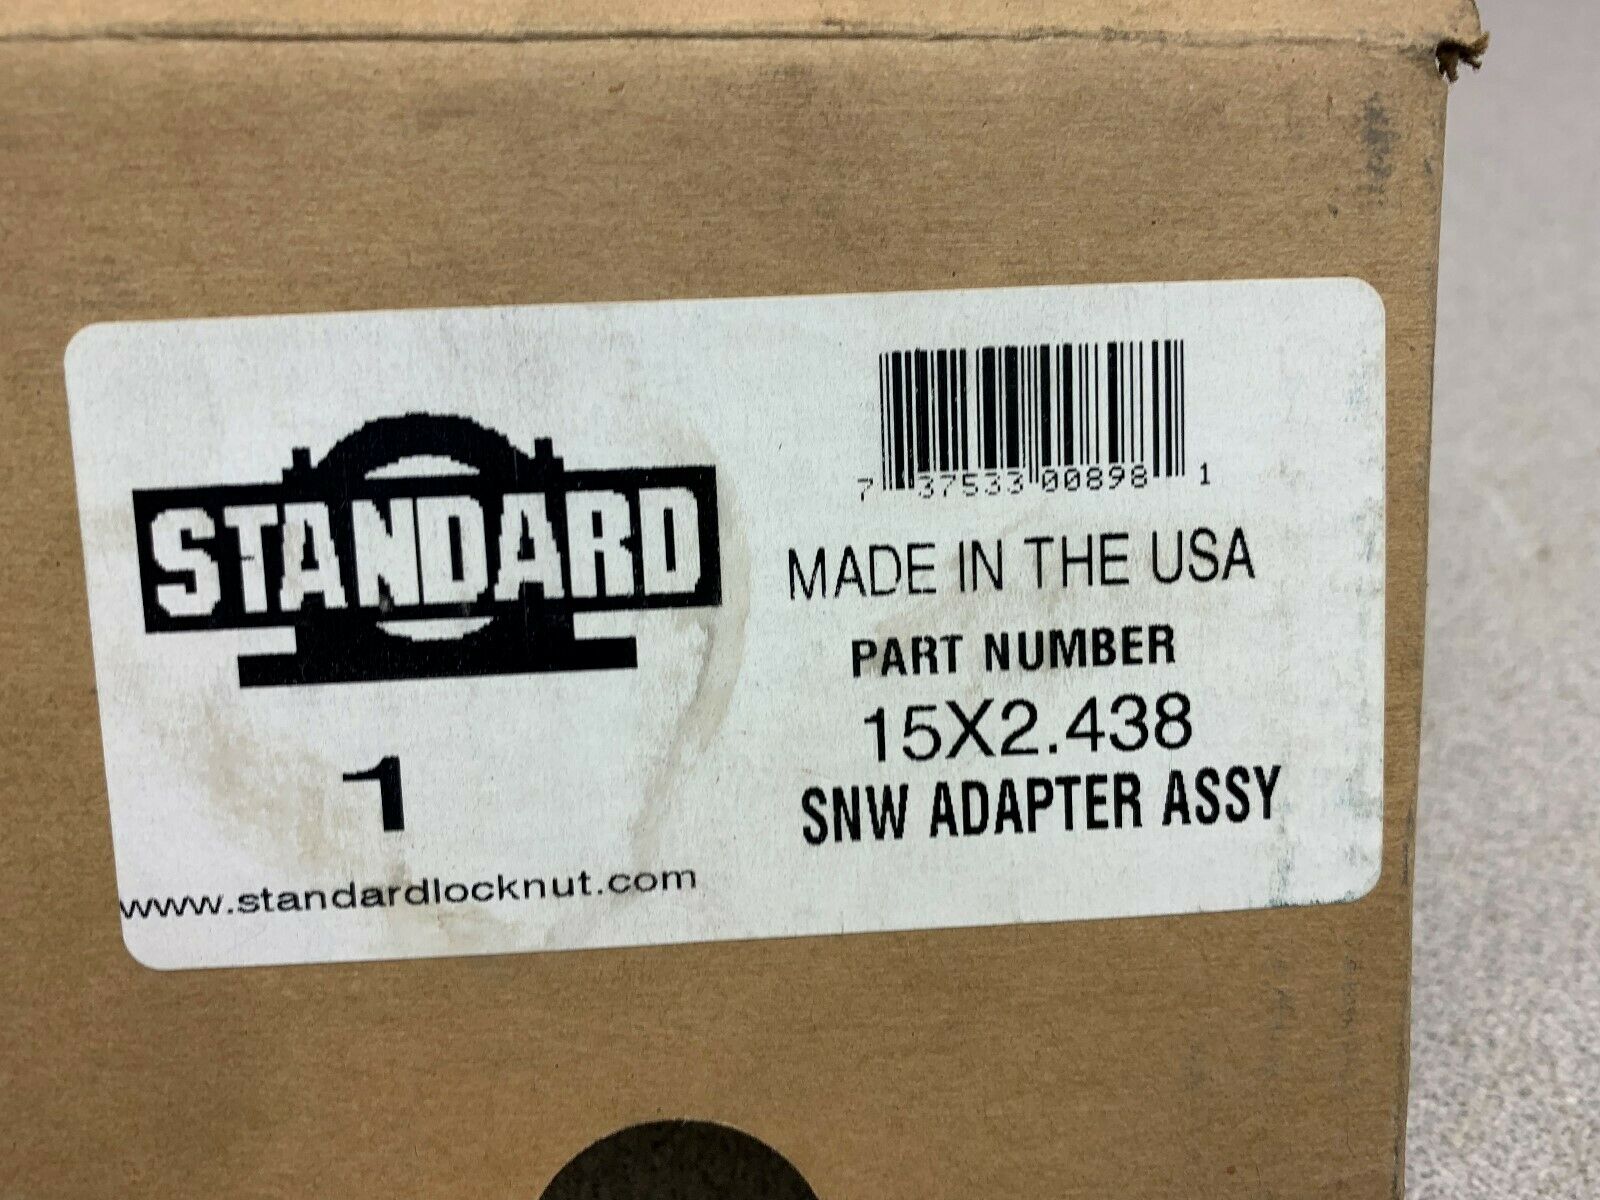 STANDARD
1
www.standardlocknut.com
7 37533 00898 1
MADE IN THE USA
PART NUMBER
15X2.438
SNW ADAPTER ASSY